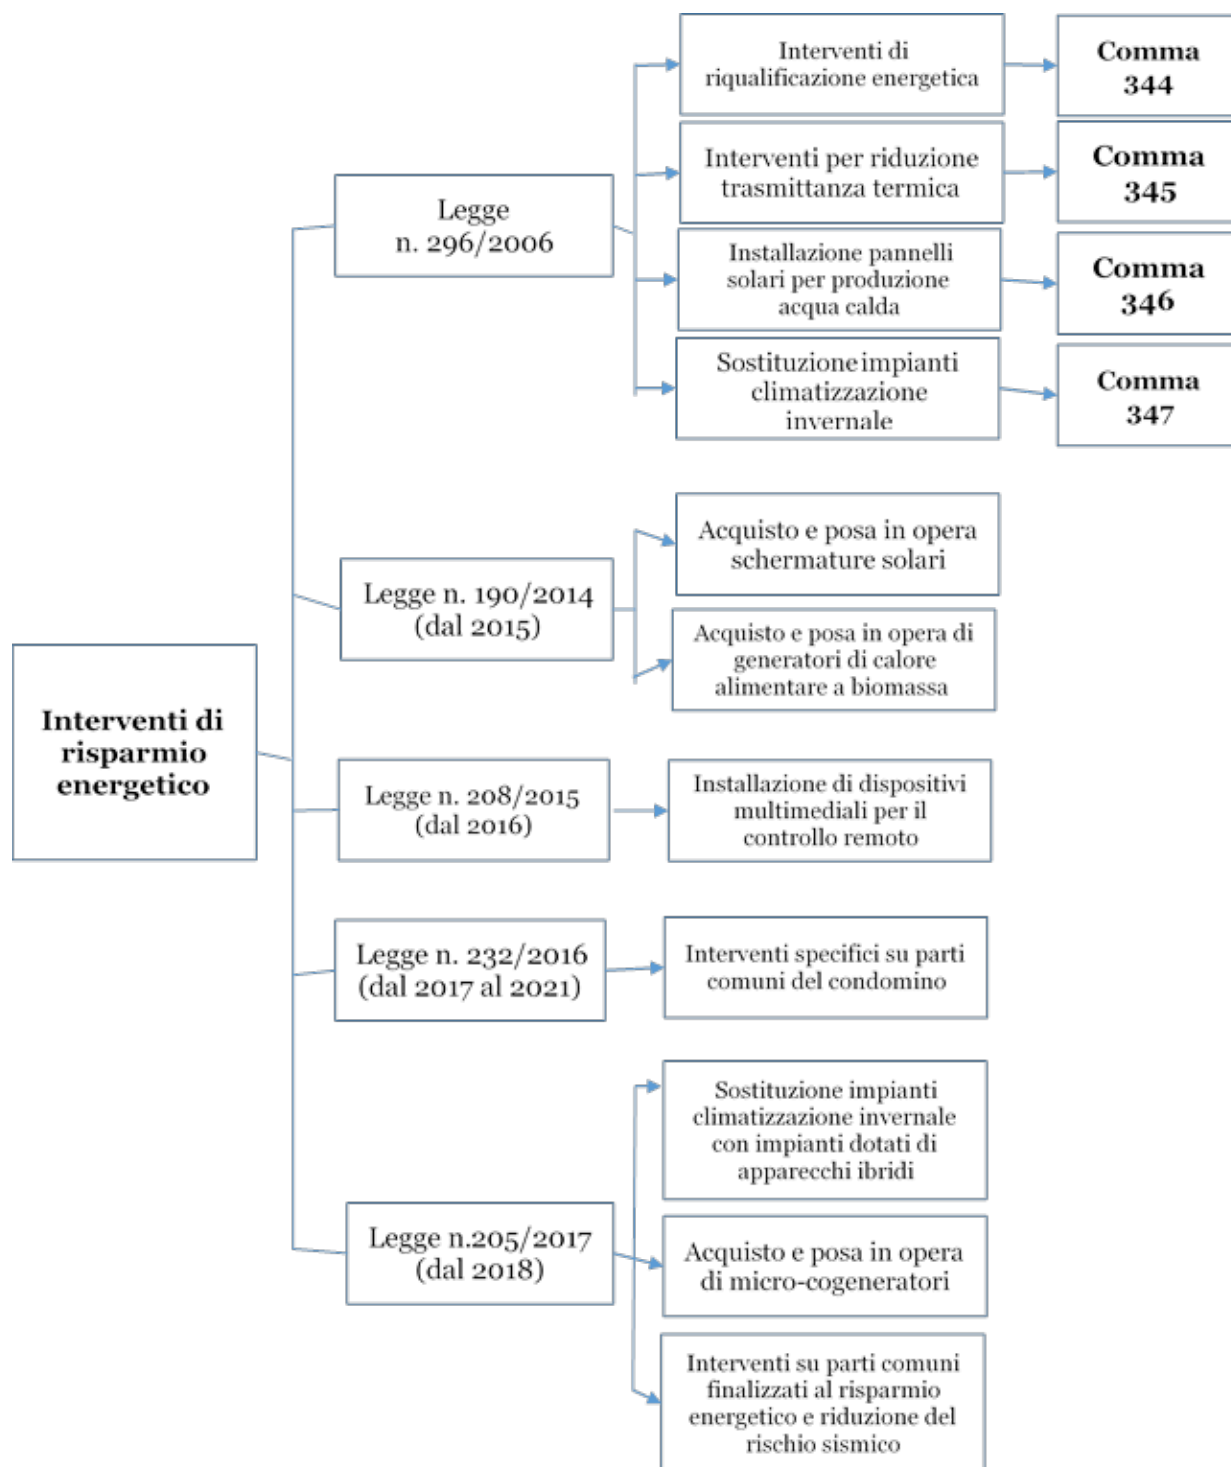 Interventi di
risparmio
energetico
Legge
n. 296/2006
Interventi di
riqualificazione energetica
Comma
344
Interventi per riduzione
trasmittanza termica
Comma
345
Installazione pannelli
solari per produzione
acqua calda
Comma
346
Sostituzione impianti
climatizzazione
invernale
Comma
347
Legge n. 190/2014
(dal 2015)
Acquisto e posa in opera
schermature solari
Acquisto e posa in opera di
generatori di calore
alimentare a biomassa
Legge n. 208/2015
(dal 2016)
Installazione di dispositivi
multimediali per il
controllo remoto
Legge n. 232/2016
(dal 2017 al 2021)
Interventi specifici su parti
comuni del condomino
Legge n.205/2017
(dal 2018)
Sostituzione impianti
climatizzazione invernale
con impianti dotati di
apparecchi ibridi
Acquisto e posa in opera
di micro-cogeneratori
Interventi su parti comuni
finalizzati al risparmio
energetico e riduzione del
rischio sismico